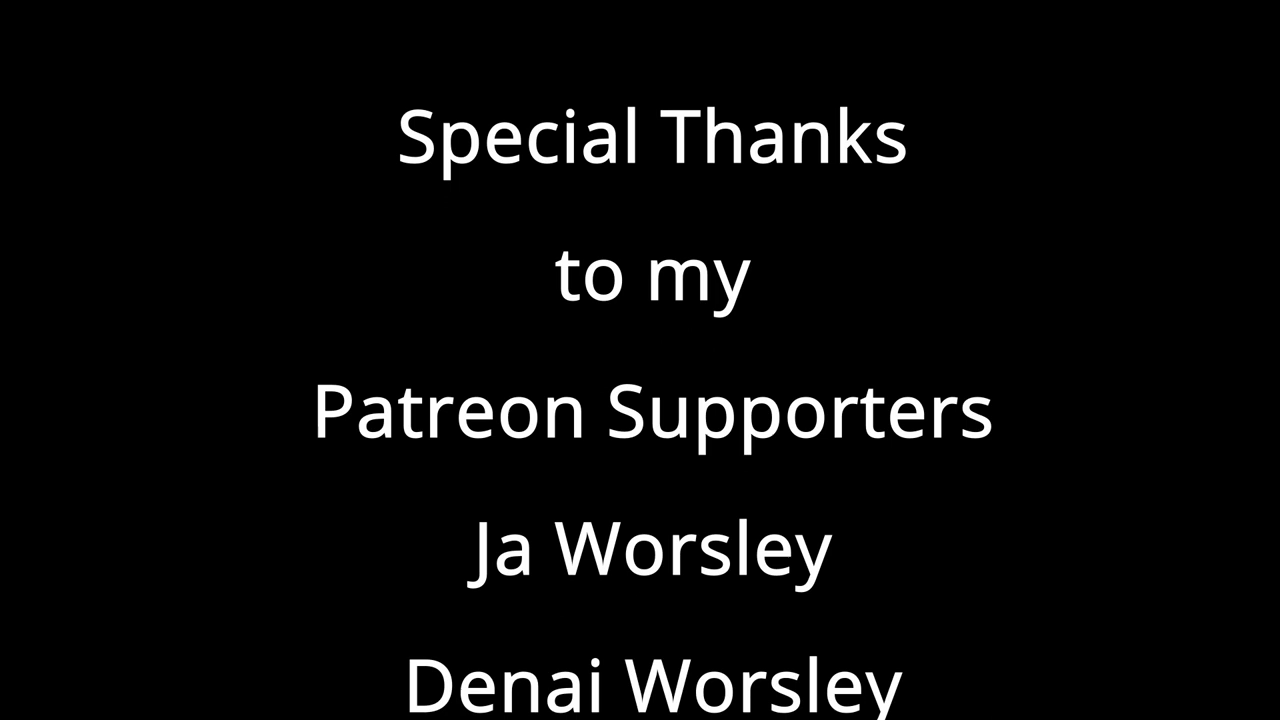 Special Thanks
to my
Patreon Supporters
Ja Worsley
Denai Worsley